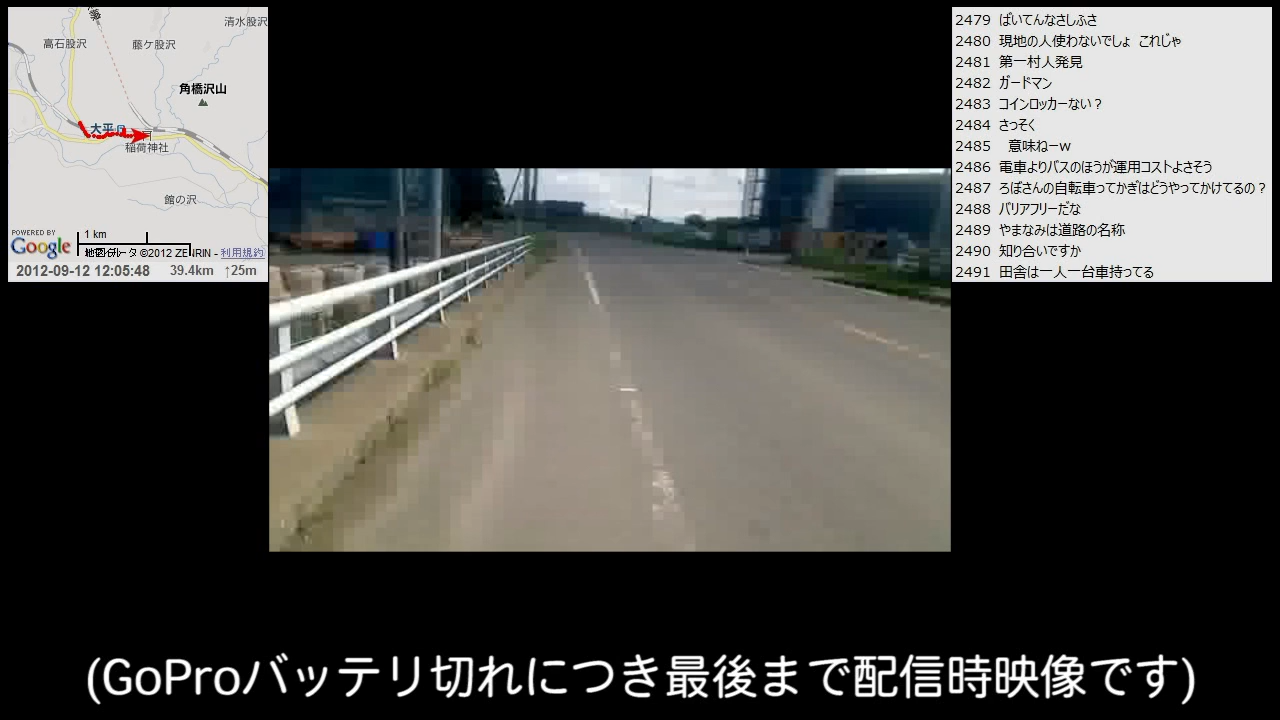 清水股沢
高石股沢
藤ケ股沢
角橋沢山
大平
稲荷神社
館の沢
POWERED BY
Google
1 km
地図データ ©2012 ZENRIN - 利用規約
2012-09-12 12:05:48 39.4km ↑25m
2479 ぱいてんなさしふさ
2480 現地の人使わないでしょ これじゃ
2481 第一村人発見
2482 ガードマン
2483 コインロッカーない？
2484 さっそく
2485 意味ねーw
2486 電車よりバスのほうが運用コストよさそう
2487 ろぼさんの自転車ってかぎはどうやってかけてるの？
2488 バリアフリーだな
2489 やまなみは道路の名称
2490 知り合いですか
2491 田舎は一人一台車持ってる
(GoProバッテリ切れにつき最後まで配信時映像です)